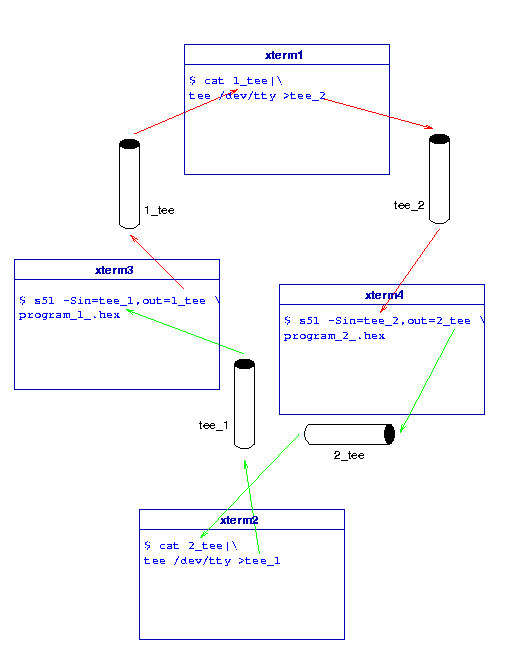 xterm1
$ cat 1_tee|\
tee /dev/tty >tee_2
1_tee
tee_2
xterm3
$ s51 -Sin=tee_1,out=1_tee \
program_1_.hex
xterm4
$ s51 -Sin=tee_2,out=2_tee \
program_2_.hex
tee_1
2_tee
xterm2
$ cat 2_tee|\
tee /dev/tty >tee_1